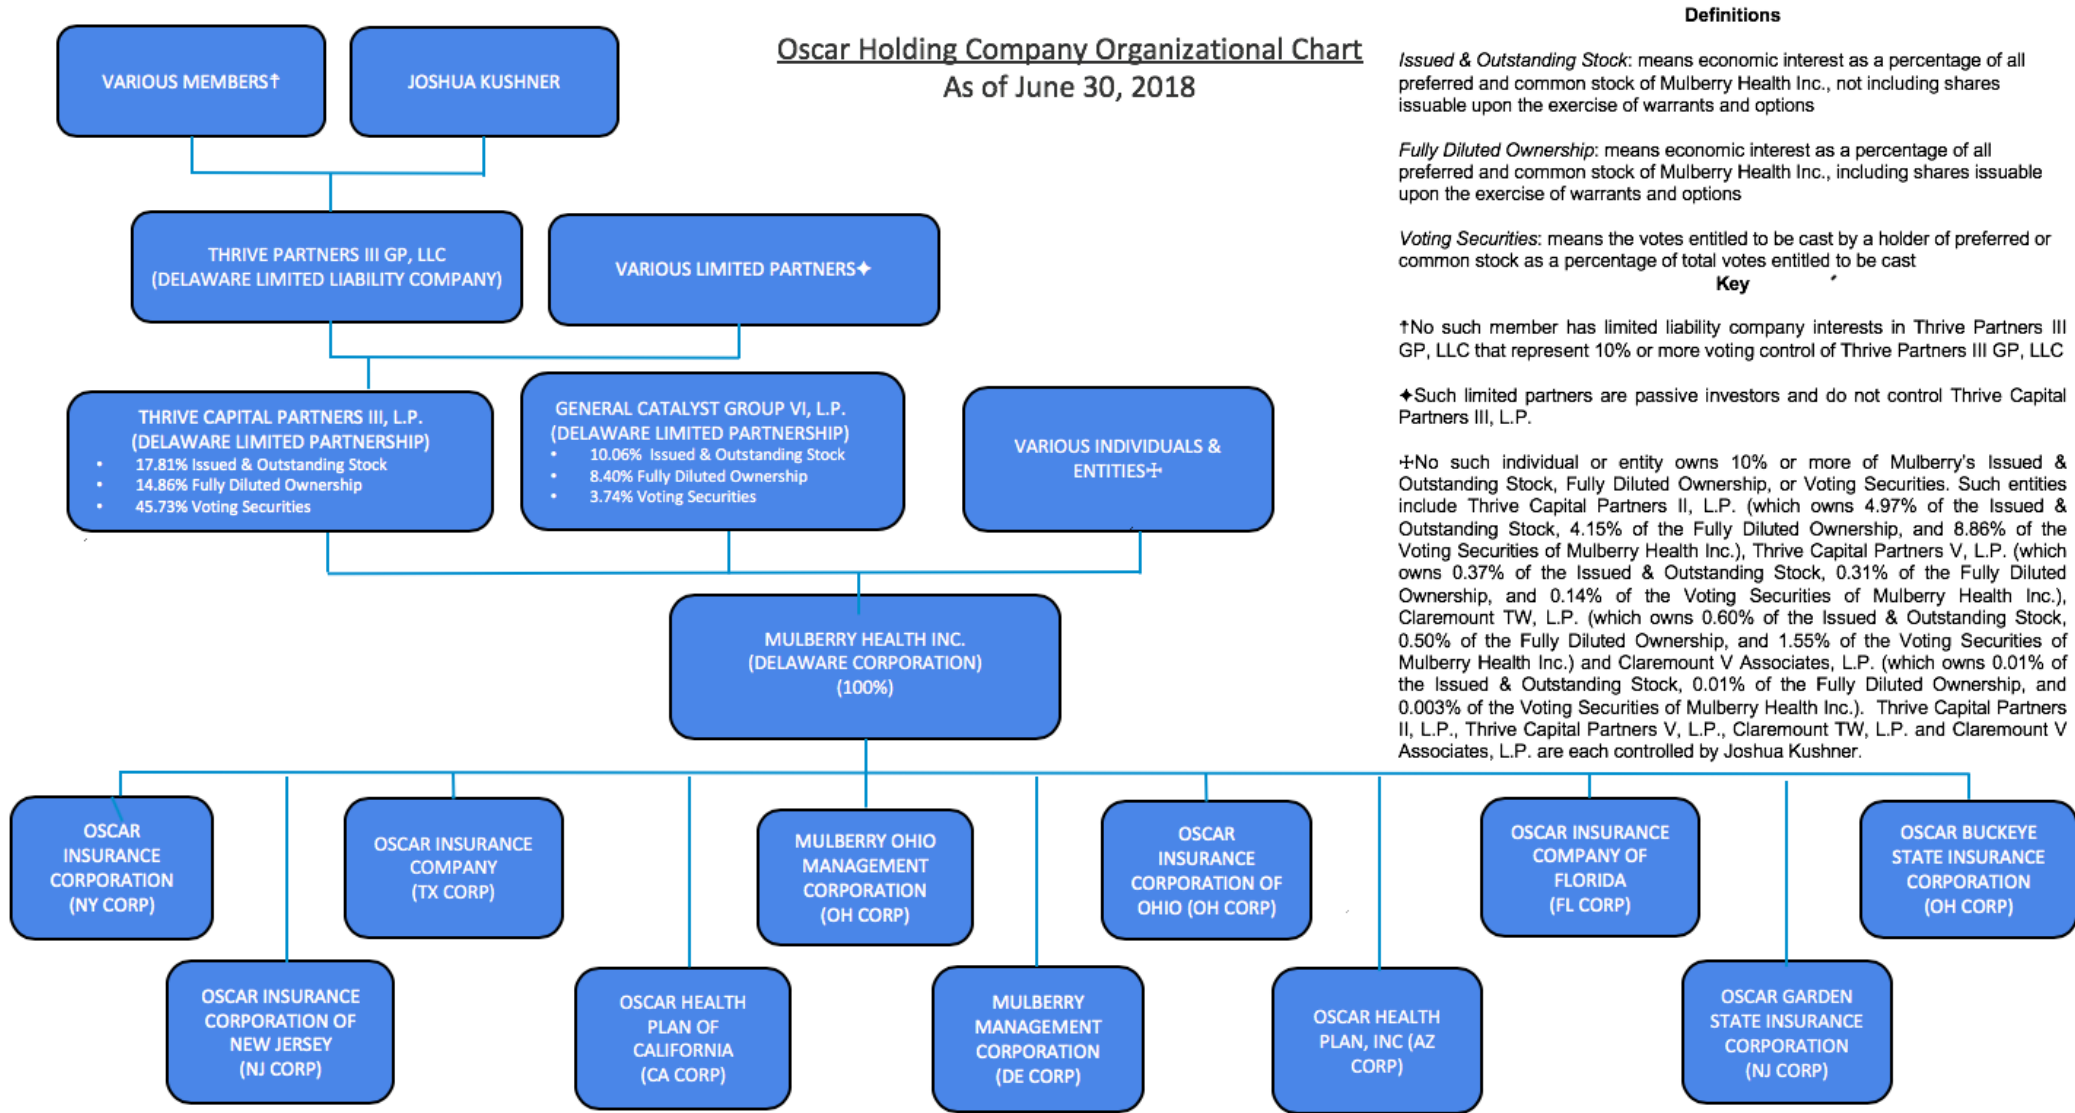 Oscar Holding Company Organizational Chart
As of June 30, 2018
VARIOUS MEMBERS†
JOSHUA KUSHNER
THRIVE PARTNERS III GP, LLC
(DELAWARE LIMITED LIABILITY COMPANY)
VARIOUS LIMITED PARTNERS✦
THRIVE CAPITAL PARTNERS III, L.P.
(DELAWARE LIMITED PARTNERSHIP)
• 17.81% Issued & Outstanding Stock
• 14.86% Fully Diluted Ownership
• 45.73% Voting Securities
GENERAL CATALYST GROUP VI, L.P.
(DELAWARE LIMITED PARTNERSHIP)
• 10.06% Issued & Outstanding Stock
• 8.40% Fully Diluted Ownership
• 3.74% Voting Securities
VARIOUS INDIVIDUALS &
ENTITIES☩
MULBERRY HEALTH INC.
(DELAWARE CORPORATION)
(100%)
OSCAR
INSURANCE
CORPORATION
(NY CORP)
OSCAR INSURANCE
CORPORATION OF
NEW JERSEY
(NJ CORP)
OSCAR INSURANCE
COMPANY
(TX CORP)
OSCAR HEALTH
PLAN OF
CALIFORNIA
(CA CORP)
MULBERRY OHIO
MANAGEMENT
CORPORATION
(OH CORP)
MULBERRY
MANAGEMENT
CORPORATION
(DE CORP)
OSCAR
INSURANCE
CORPORATION OF
OHIO (OH CORP)
OSCAR HEALTH
PLAN, INC (AZ
CORP)
OSCAR INSURANCE
COMPANY OF
FLORIDA
(FL CORP)
OSCAR GARDEN
STATE INSURANCE
CORPORATION
(NJ CORP)
OSCAR BUCKEYE
STATE INSURANCE
CORPORATION
(OH CORP)
Definitions
Issued & Outstanding Stock: means economic interest as a percentage of all
preferred and common stock of Mulberry Health Inc., not including shares
issuable upon the exercise of warrants and options
Fully Diluted Ownership: means economic interest as a percentage of all
preferred and common stock of Mulberry Health Inc., including shares issuable
upon the exercise of warrants and options
Voting Securities: means the votes entitled to be cast by a holder of preferred or
common stock as a percentage of total votes entitled to be cast
Key
†No such member has limited liability company interests in Thrive Partners III
GP, LLC that represent 10% or more voting control of Thrive Partners III GP, LLC
✦Such limited partners are passive investors and do not control Thrive Capital
Partners III, L.P.
☩No such individual or entity owns 10% or more of Mulberry's Issued &
Outstanding Stock, Fully Diluted Ownership, or Voting Securities. Such entities
include Thrive Capital Partners II, L.P. (which owns 4.97% of the Issued &
Outstanding Stock, 4.15% of the Fully Diluted Ownership, and 8.86% of the
Voting Securities of Mulberry Health Inc.), Thrive Capital Partners V, L.P. (which
owns 0.37% of the Issued & Outstanding Stock, 0.31% of the Fully Diluted
Ownership, and 0.14% of the Voting Securities of Mulberry Health Inc.),
Claremount TW, L.P. (which owns 0.60% of the Issued & Outstanding Stock,
0.50% of the Fully Diluted Ownership, and 1.55% of the Voting Securities of
Mulberry Health Inc.) and Claremount V Associates, L.P. (which owns 0.01% of
the Issued & Outstanding Stock, 0.01% of the Fully Diluted Ownership, and
0.003% of the Voting Securities of Mulberry Health Inc.). Thrive Capital Partners
II, L.P., Thrive Capital Partners V, L.P., Claremount TW, L.P. and Claremount V
Associates, L.P. are each controlled by Joshua Kushner.